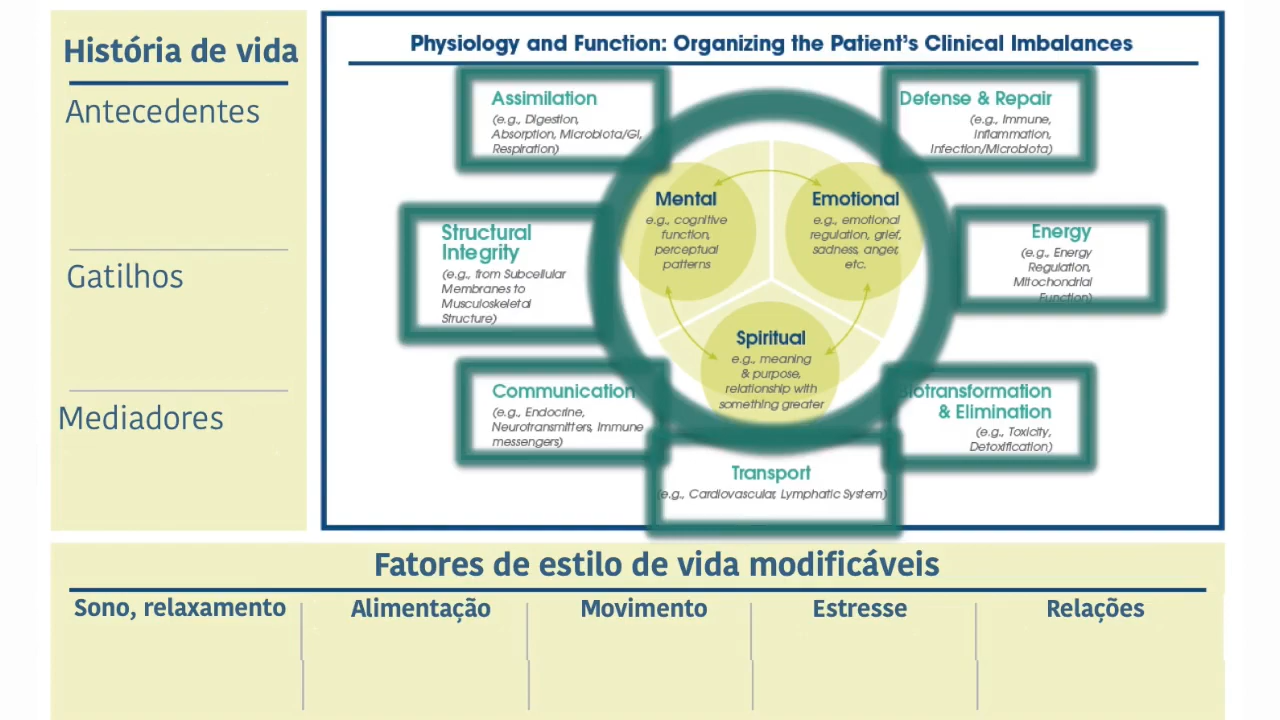 História de vida
Antecedentes
Gatilhos
Mediadores
Physiology and Function: Organizing the Patient's Clinical Imbalances
Assimilation
(e.g., Digestion,
Absorption, Microbiota/GI,
Respiration)
Defense & Repair
(e.g., Immune,
Inflammation,
Infection/Microbiota)
Structural
Integrity
(e.g., from Subcellular
Membranes to
Musculoskeletal
Structure)
Mental
e.g., cognitive
function,
perceptual
patterns
Emotional
e.g., emotional
regulation, grief,
sadness, anger,
etc.
Energy
(e.g., Energy
Regulation,
Mitochondrial
Function)
Spiritual
e.g., meaning
& purpose,
relationship with
something greater
Communication
(e.g., Endocrine,
Neurotransmitters, Immune
messengers)
Biotransformation
& Elimination
(e.g., Toxicity,
Detoxification)
Transport
(e.g., Cardiovascular, Lymphatic System)
Fatores de estilo de vida modificáveis
Sono, relaxamento
Alimentação
Movimento
Estresse
Relações